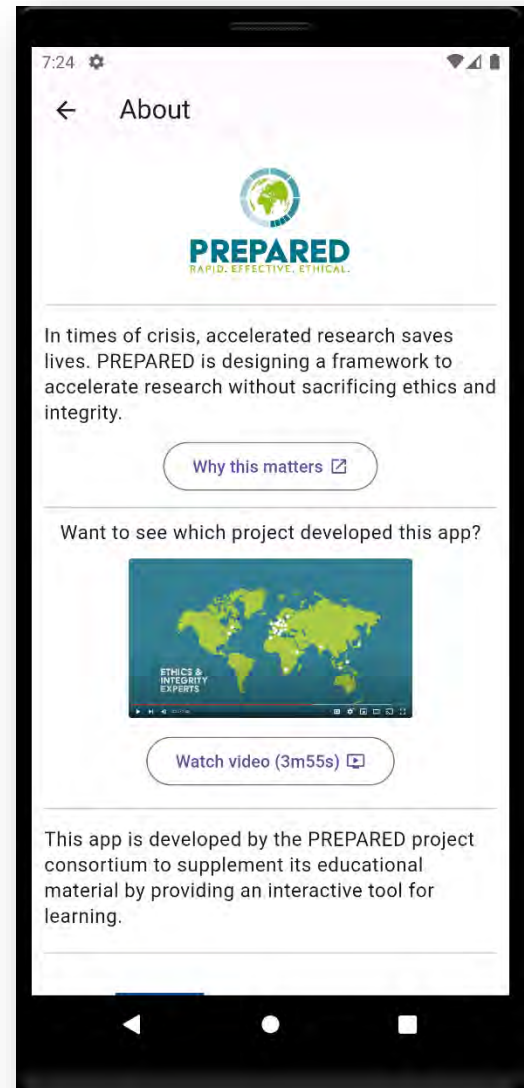 7:24
About
PREPARED
RAPID. EFFECTIVE. ETHICAL.
In times of crisis, accelerated research saves
lives. PREPARED is designing a framework to
accelerate research without sacrificing ethics and
integrity.
Why this matters
Want to see which project developed this app?
ETHICS &
INTEGRITY
EXPERTS
Watch video (3m55s)
This app is developed by the PREPARED project
consortium to supplement its educational
material by providing an interactive tool for
learning.